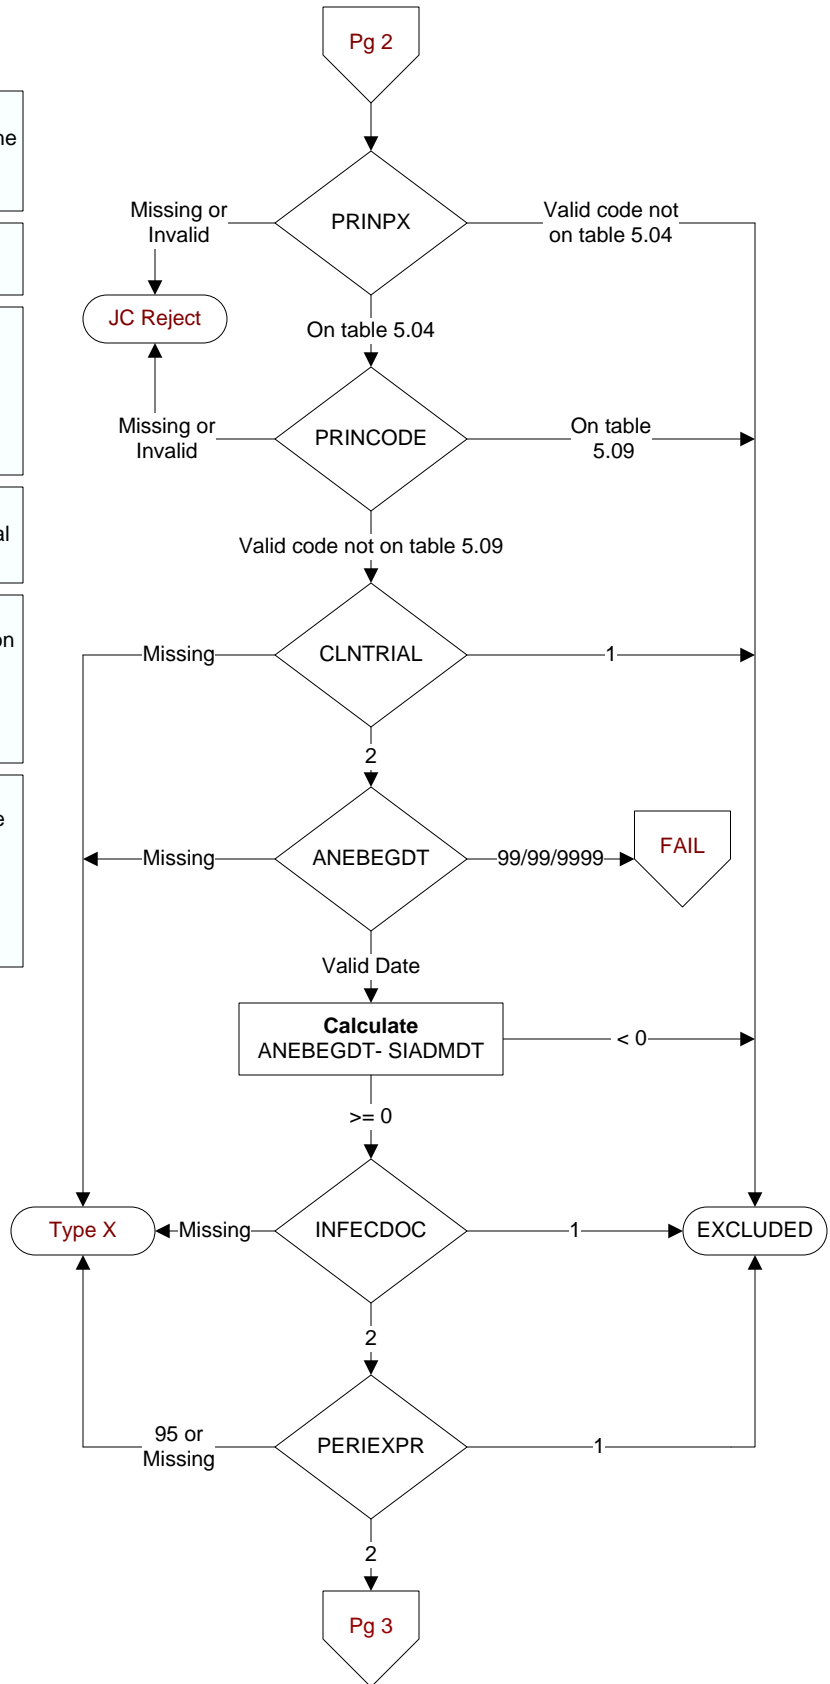 Pg 2
PRINPX
Missing or
Invalid
Valid code not
on table 5.04
JC Reject
On table 5.04
PRINCODE
Missing or
Invalid
On table
5.09
Valid code not on table 5.09
CLNTRIAL
Missing
1
2
ANEBEGDT
Missing
99/99/9999
FAIL
Valid Date
Calculate
ANEBEGDT- SIADMDT
< 0
>= 0
Type X
Missing
INFECDOC
1
EXCLUDED
2
95 or
Missing
PERIEXPR
1
2
Pg 3